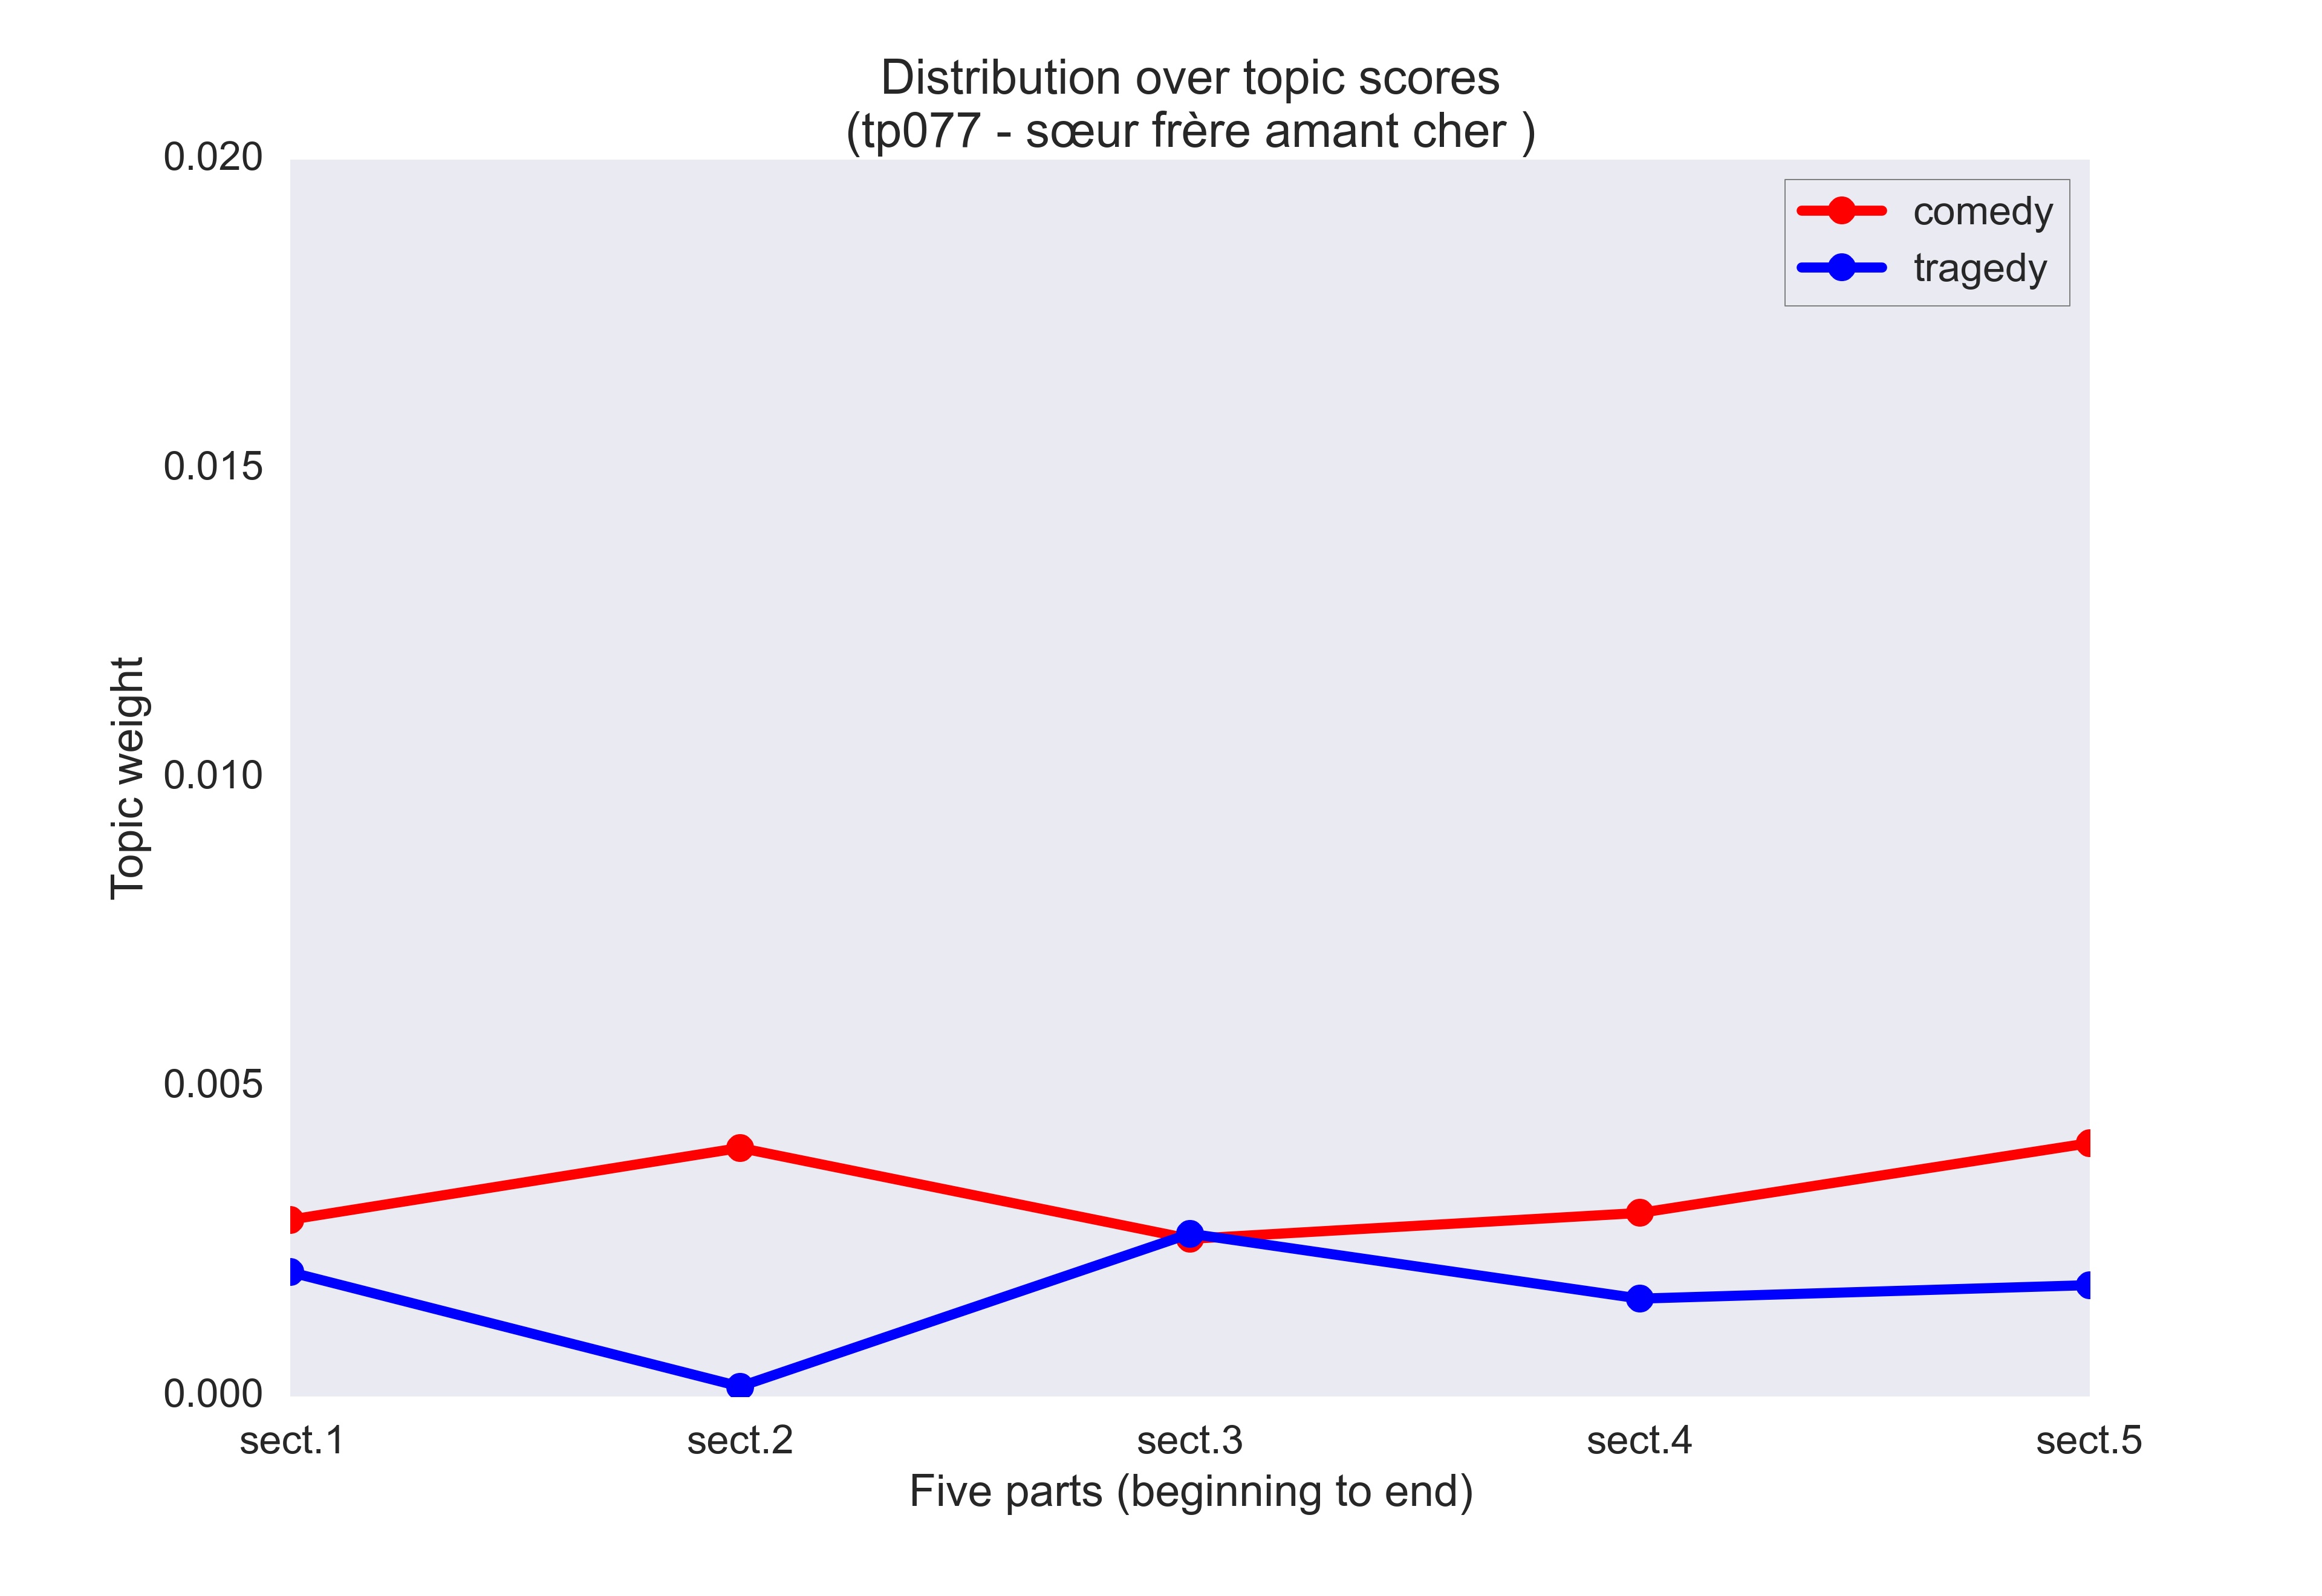 Distribution over topic scores
(tp077 - sœur frère amant cher )
comedy
tragedy
Topic weight
0.020
0.015
0.010
0.005
0.000
sect.1 sect.2 sect.3 sect.4 sect.5
Five parts (beginning to end)